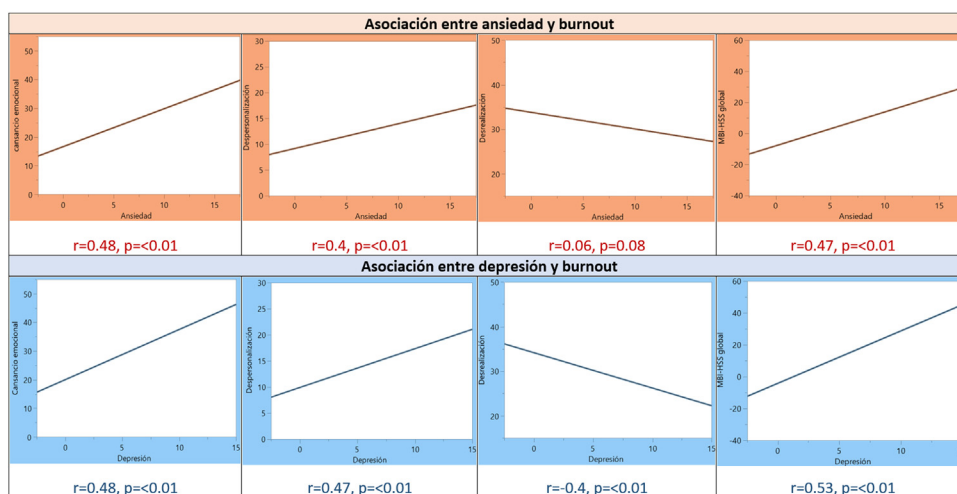 Asociación entre ansiedad y burnout
cansancio emocional
50
40
30
20
10
0
0 5 10 15
Ansiedad
Despersonalización
30
25
20
15
10
5
0
0 5 10 15
Ansiedad
Desrealización
50
40
30
20
0 5 10 15
Ansiedad
MBI-HSS global
60
40
20
0
-20
-40
0 5 10 15
Ansiedad
r=0.48, p=<0.01
r=0.4, p=<0.01
r=0.06, p=0.08
r=0.47, p=<0.01
Asociación entre depresión y burnout
Cansancio emocional
50
40
30
20
10
0
0 5 10 15
Depresión
Despersonalización
30
25
20
15
10
5
0
0 5 10 15
Depresión
Desrealización
50
40
30
20
0 5 10 15
Depresión
MBI-HSS global
60
40
20
0
-20
-40
0 5 10
Depresión
r=0.48, p=<0.01
r=0.47, p=<0.01
r=-0.4, p=<0.01
r=0.53, p=<0.01